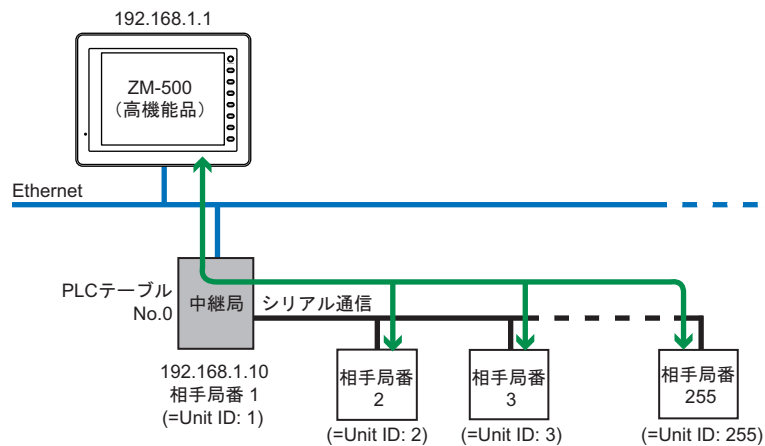 192.168.1.1
ZM-500
（高機能品）
Ethernet
PLCテーブル
No.0
中継局
シリアル通信
192.168.1.10
相手局番 1
(=Unit ID: 1)
相手局番
2
(=Unit ID: 2)
相手局番
3
(=Unit ID: 3)
相手局番
255
(=Unit ID: 255)